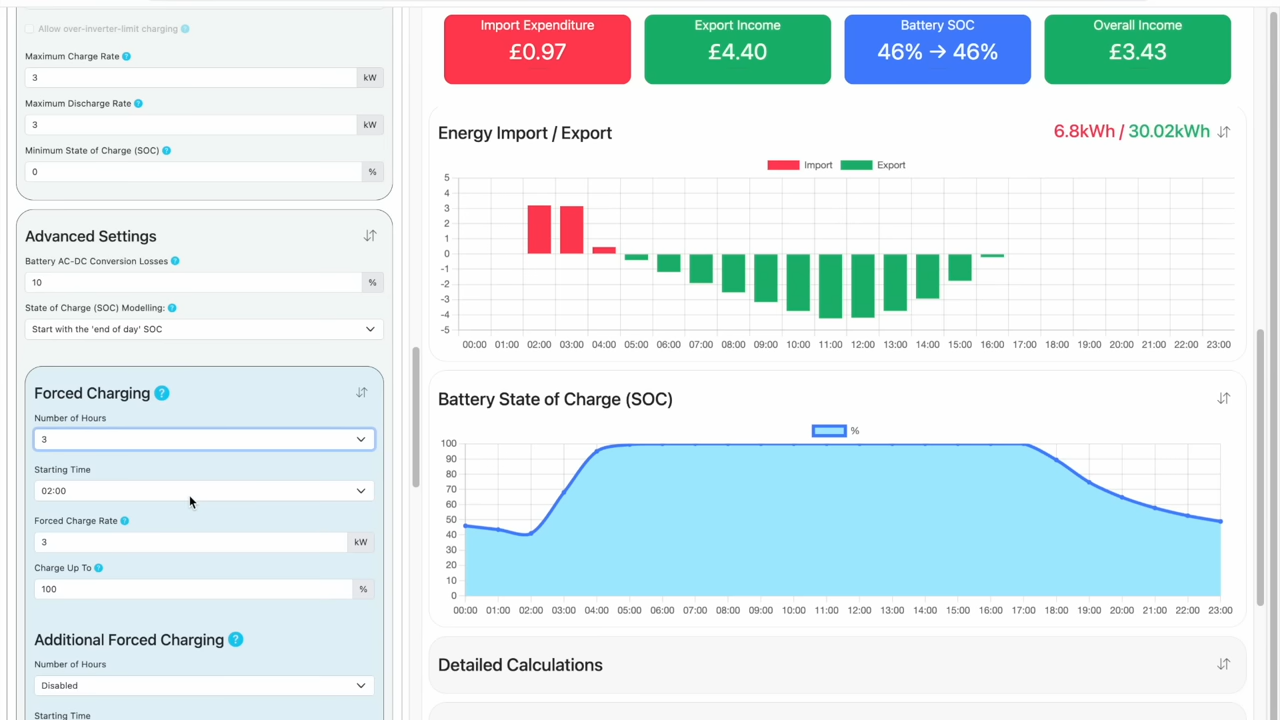 Allow over-inverter-limit charging ?
Maximum Charge Rate ?
3 kW
Maximum Discharge Rate ?
3 kW
Minimum State of Charge (SOC) ?
0 %
Advanced Settings
Battery AC-DC Conversion Losses ?
10 %
State of Charge (SOC) Modelling: ?
Start with the 'end of day' SOC
Forced Charging ?
Number of Hours
3
Starting Time
02:00
Forced Charge Rate ?
3 kW
Charge Up To ?
100 %
Additional Forced Charging ?
Number of Hours
Disabled
Starting Time
Import Expenditure
£0.97
Export Income
£4.40
Battery SOC
46% → 46%
Overall Income
£3.43
Energy Import / Export
6.8kWh / 30.02kWh
Import Export
5
4
3
2
1
0
-1
-2
-3
-4
-5
00:00 01:00 02:00 03:00 04:00 05:00 06:00 07:00 08:00 09:00 10:00 11:00 12:00 13:00 14:00 15:00 16:00 17:00 18:00 19:00 20:00 21:00 22:00 23:00
Battery State of Charge (SOC)
%
100
90
80
70
60
50
40
30
20
10
0
00:00 01:00 02:00 03:00 04:00 05:00 06:00 07:00 08:00 09:00 10:00 11:00 12:00 13:00 14:00 15:00 16:00 17:00 18:00 19:00 20:00 21:00 22:00 23:00
Detailed Calculations